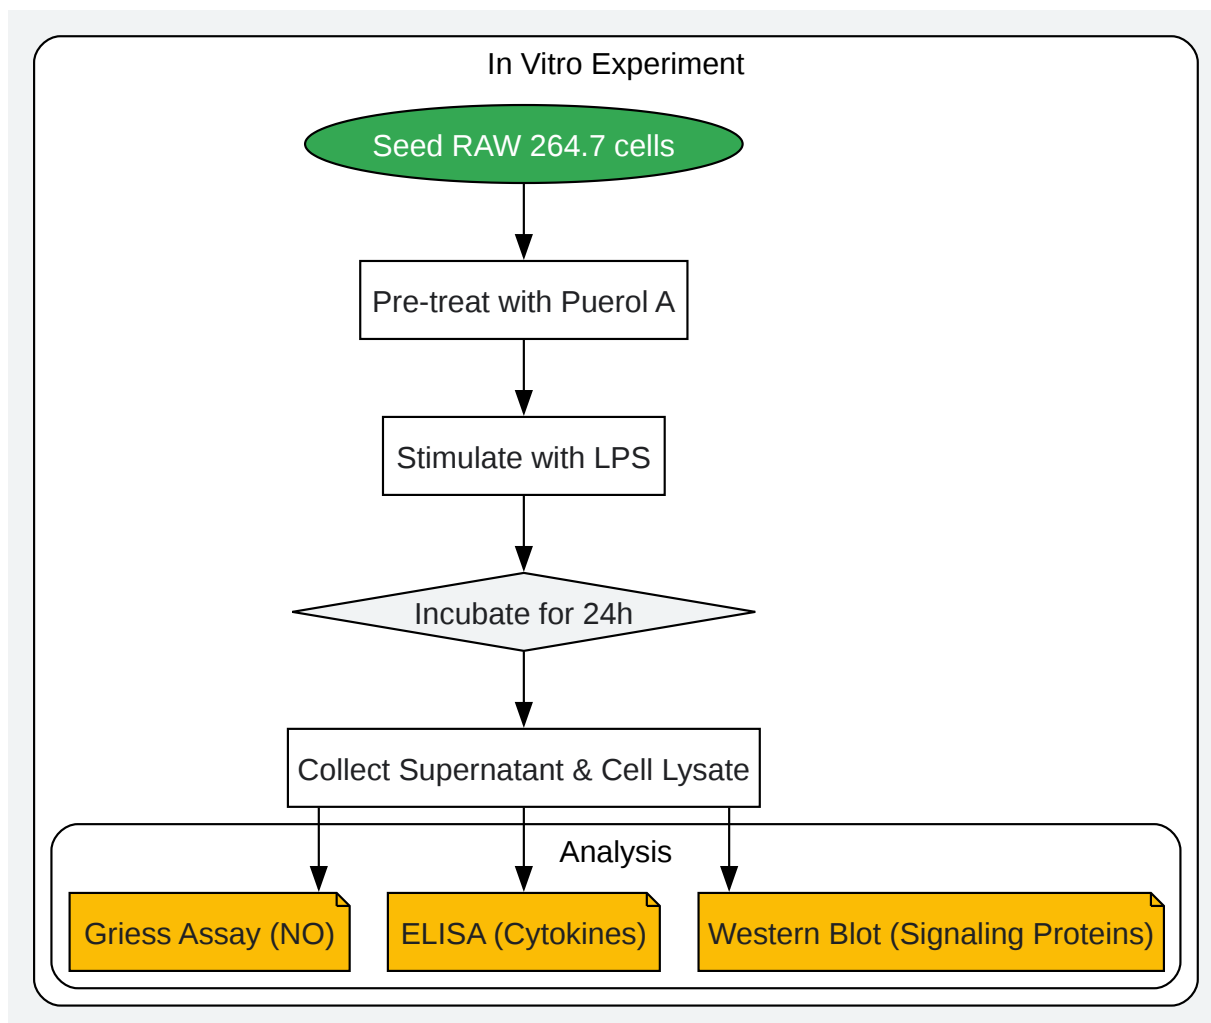 In Vitro Experiment
Seed RAW 264.7 cells
Pre-treat with Puerol A
Stimulate with LPS
Incubate for 24h
Collect Supernatant & Cell Lysate
Analysis
Griess Assay (NO)
ELISA (Cytokines)
Western Blot (Signaling Proteins)